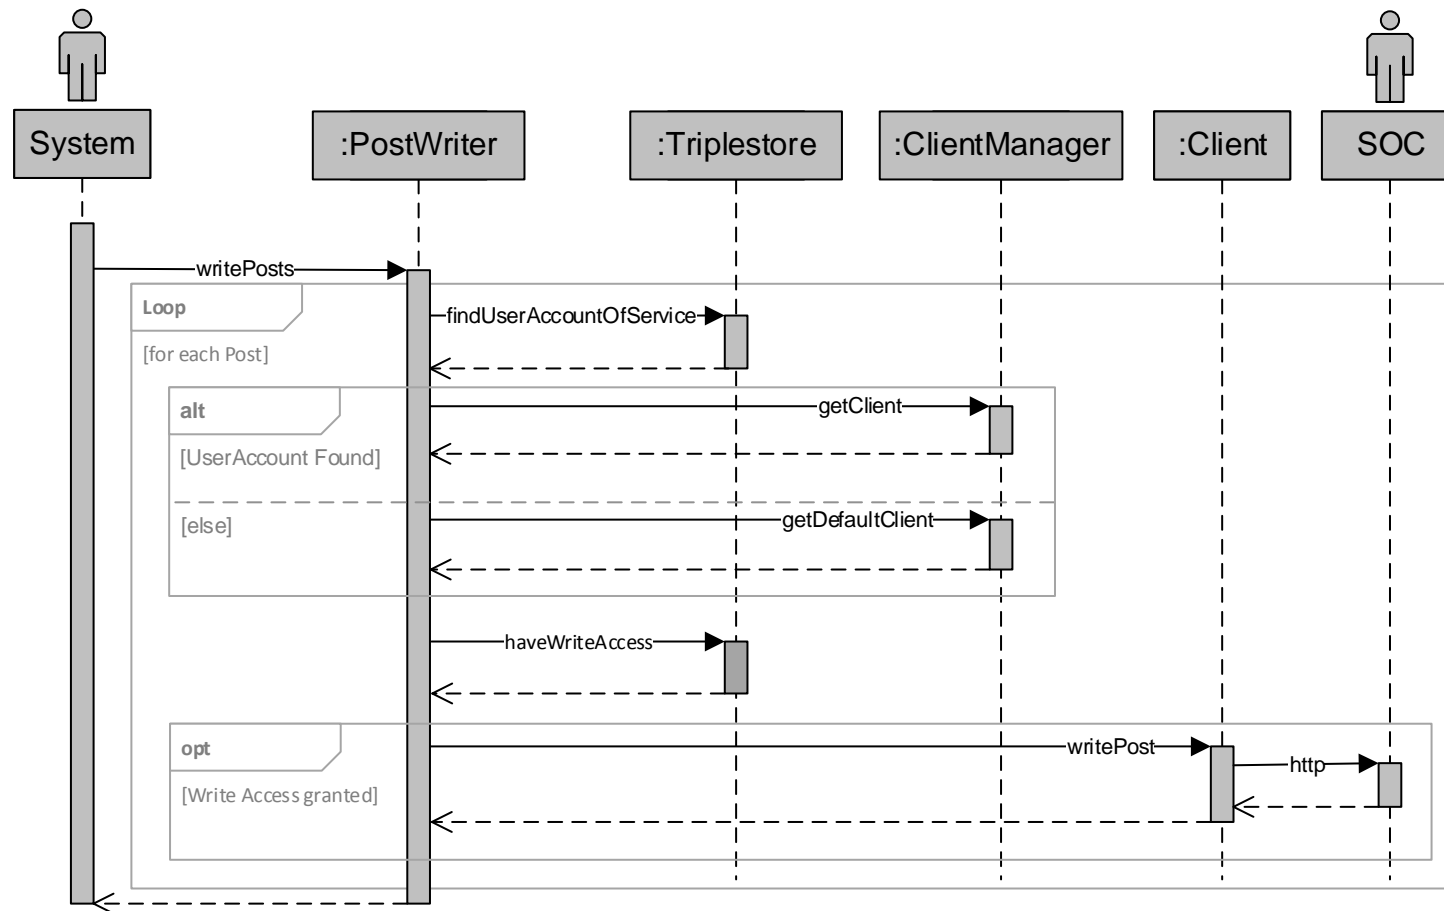 System
:PostWriter
:Triplestore
:ClientManager
:Client
SOC
writePosts
Loop
[for each Post]
findUserAccountOfService
alt
getClient
[UserAccount Found]
getDefaultClient
[else]
haveWriteAccess
opt
writePost
http
[Write Access granted]